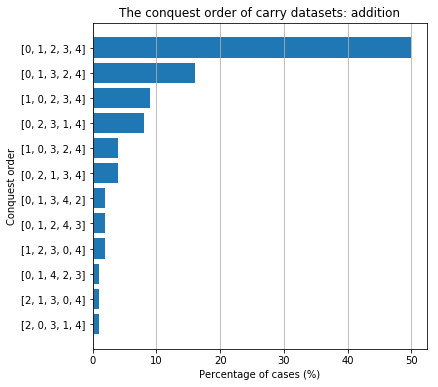 The conquest order of carry datasets: addition
[0, 1, 2, 3, 4]
[0, 1, 3, 2, 4]
[1, 0, 2, 3, 4]
[0, 2, 3, 1, 4]
[1, 0, 3, 2, 4]
[0, 2, 1, 3, 4]
[0, 1, 3, 4, 2]
[0, 1, 2, 4, 3]
[1, 2, 3, 0, 4]
[0, 1, 4, 2, 3]
[2, 1, 3, 0, 4]
[2, 0, 3, 1, 4]
Conquest order
0 10 20 30 40 50
Percentage of cases (%)